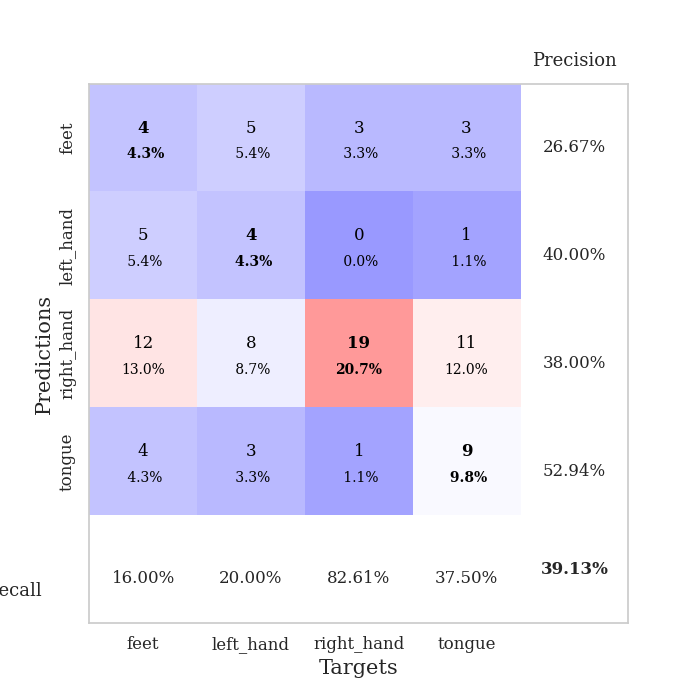 Precision
feet 4 5 3 3 26.67%
4.3% 5.4% 3.3% 3.3%
left_hand 5 4 0 1 40.00%
5.4% 4.3% 0.0% 1.1%
Predictions
right_hand 12 8 19 11 38.00%
13.0% 8.7% 20.7% 12.0%
tongue 4 3 1 9 52.94%
4.3% 3.3% 1.1% 9.8%
ecall 16.00% 20.00% 82.61% 37.50% 39.13%
feet left_hand right_hand tongue
Targets